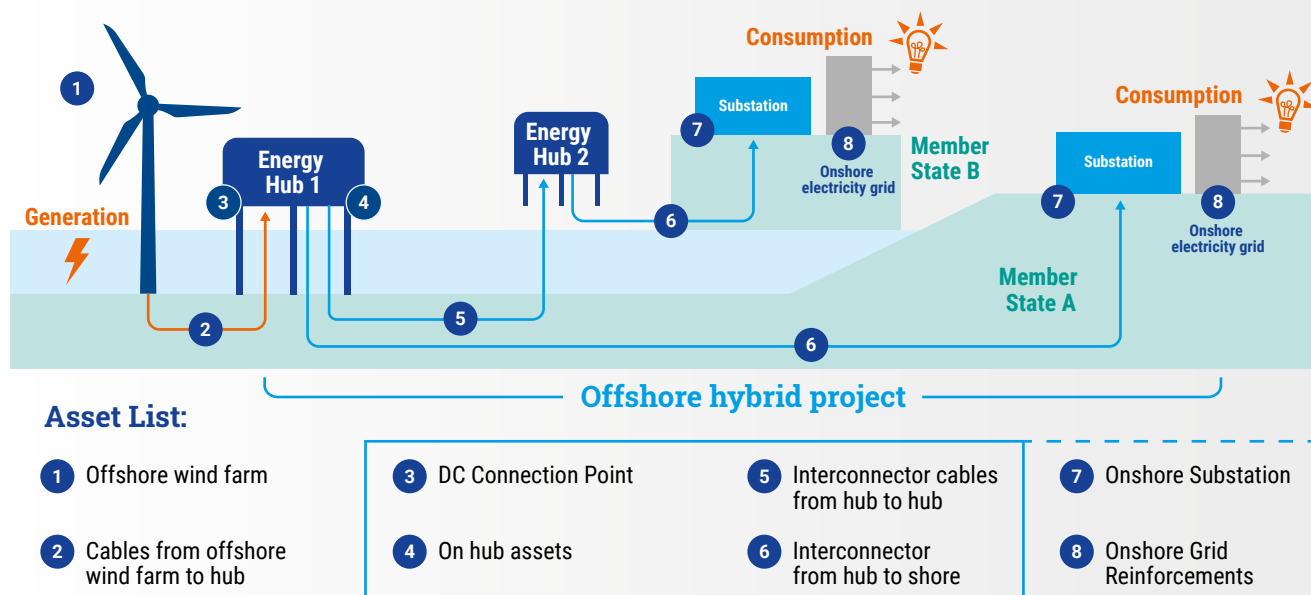 Consumption
1
Substation
Consumption
Energy
Hub 2
7
8
Member
State B
Onshore
electricity grid
Energy
Hub 1
Substation
3
4
7
8
Generation
6
Onshore
electricity grid
Member
State A
2
5
6
Offshore hybrid project
Asset List:
1 Offshore wind farm
2 Cables from offshore
wind farm to hub
3 DC Connection Point
4 On hub assets
5 Interconnector cables
from hub to hub
6 Interconnector
from hub to shore
7 Onshore Substation
8 Onshore Grid
Reinforcements